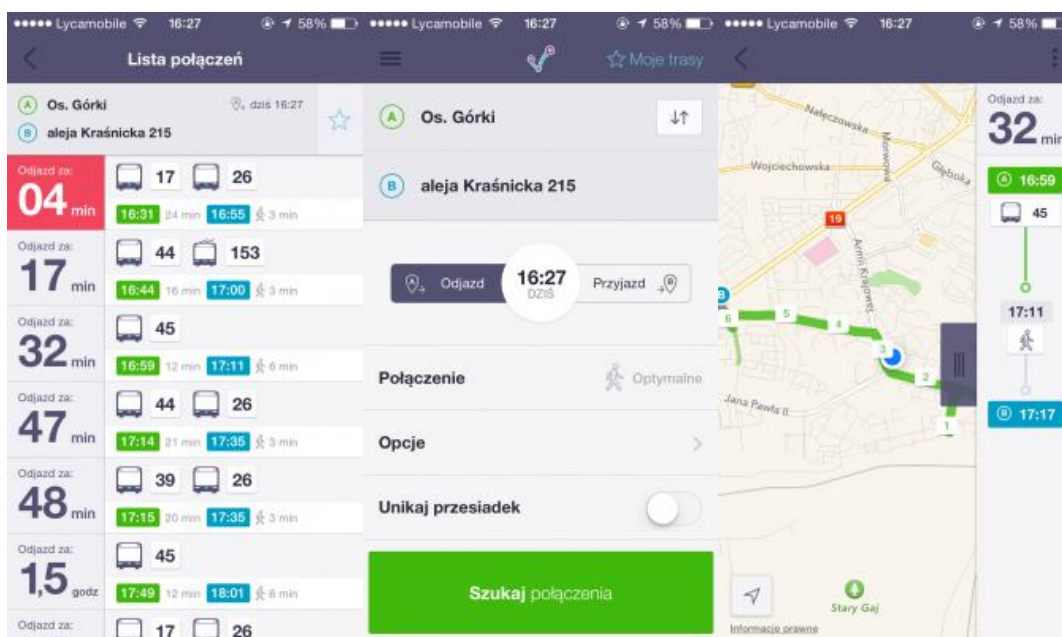 Lycamobile 16:27 58%
Lista połączeń
A Os. Górki dziś 16:27
B aleja Kraśnicka 215
Odjazd za:
04 min
17 26
16:31 24 min 16:55 3 min
Odjazd za:
17 min
44 153
16:44 16 min 17:00 3 min
Odjazd za:
32 min
45
16:59 12 min 17:11 6 min
Odjazd za:
47 min
44 26
17:14 21 min 17:35 3 min
Odjazd za:
48 min
39 26
17:15 20 min 17:35 3 min
Odjazd za:
1,5 godz
45
17:49 12 min 18:01 6 min
Odjazd za:
17 26
Lycamobile 16:27 58%
Moje trasy
A Os. Górki
B aleja Kraśnicka 215
A Odjazd 16:27 Przyjazd B
DZIŚ
Połączenie Optymalne
Opcje
Unikaj przesiadek
Szukaj połączenia
Lycamobile 16:27 58%
Nałęczowska
Morwowa
Wojciechowska
Głęboka
19
Armii Krajowej
B
6 5 4 3 2 1
Jana Pawła II
Stary Gaj
Informacje prawne
Odjazd za:
32 min
A 16:59
45
17:11
B 17:17